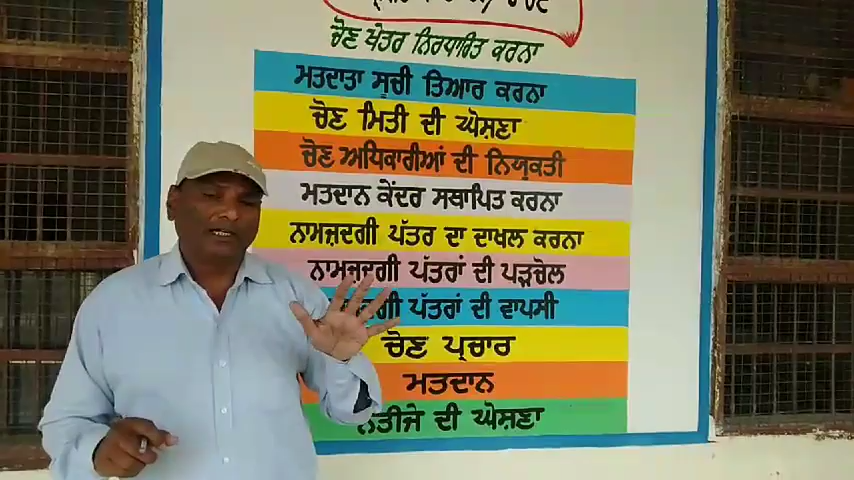 ਚੋਣ ਖੇਤਰ ਨਿਰਧਾਰਿਤ ਕਰਨਾ
ਮਤਦਾਤਾ ਸੂਚੀ ਤਿਆਰ ਕਰਨਾ
ਚੋਣ ਮਿਤੀ ਦੀ ਘੋਸ਼ਣਾ
ਚੋਣ ਅਧਿਕਾਰੀਆਂ ਦੀ ਨਿਯੁਕਤੀ
ਮਤਦਾਨ ਕੇਂਦਰ ਸਥਾਪਿਤ ਕਰਨਾ
ਨਾਮਜ਼ਦਗੀ ਪੱਤਰ ਦਾ ਦਾਖਲ ਕਰਨਾ
ਨਾਮਜ਼ਦਗੀ ਪੱਤਰਾਂ ਦੀ ਪੜਚੋਲ
ਪੱਤਰਾਂ ਦੀ ਵਾਪਸੀ
ਚੋਣ ਪ੍ਰਚਾਰ
ਮਤਦਾਨ
ਨਤੀਜੇ ਦੀ ਘੋਸ਼ਣਾ